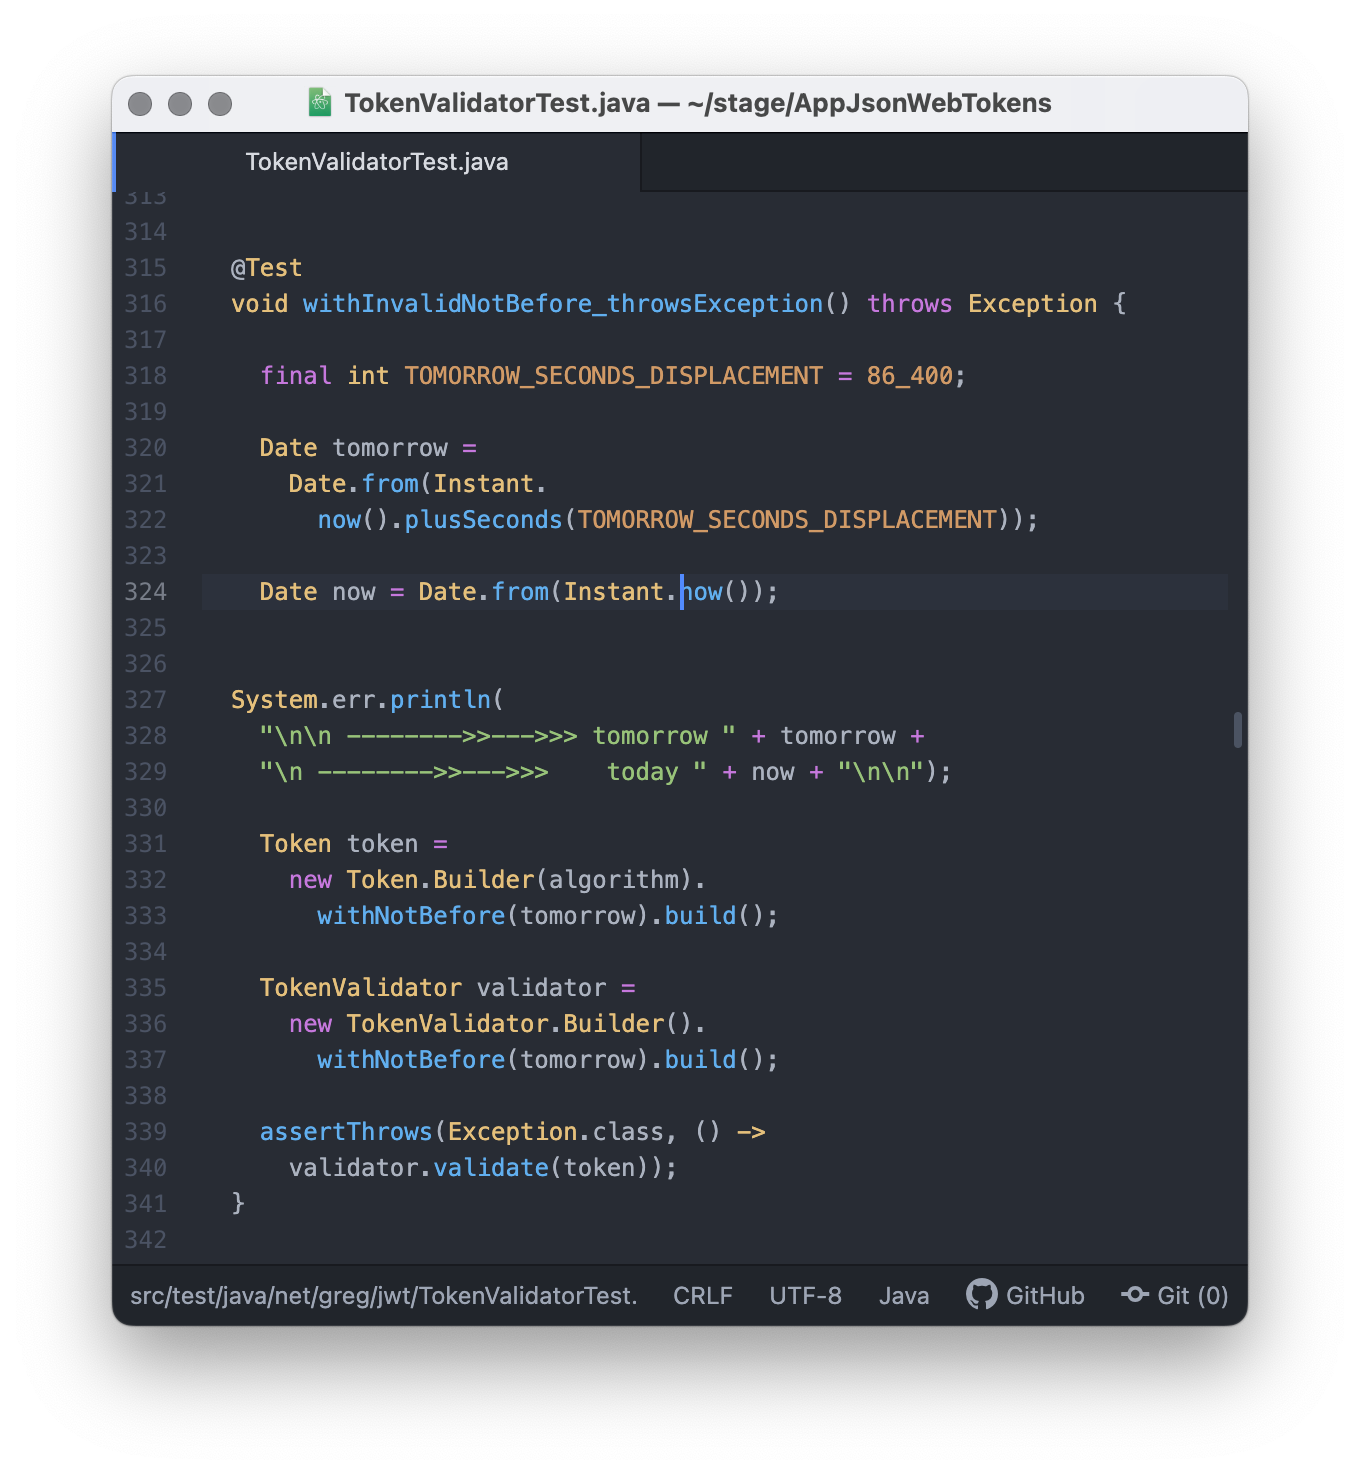 TokenValidatorTest.java — ~/stage/AppJsonWebTokens
TokenValidatorTest.java
313
314
315 @Test
316 void withInvalidNotBefore_throwsException() throws Exception {
317
318 final int TOMORROW_SECONDS_DISPLACEMENT = 86_400;
319
320 Date tomorrow =
321 Date.from(Instant.
322 now().plusSeconds(TOMORROW_SECONDS_DISPLACEMENT));
323
324 Date now = Date.from(Instant.now());
325
326
327 System.err.println(
328 "\n\n -------->>--->>> tomorrow " + tomorrow +
329 "\n -------->>--->>>    today " + now + "\n\n");
330
331 Token token =
332 new Token.Builder(algorithm).
333 withNotBefore(tomorrow).build();
334
335 TokenValidator validator =
336 new TokenValidator.Builder().
337 withNotBefore(tomorrow).build();
338
339 assertThrows(Exception.class, () ->
340 validator.validate(token));
341 }
342
src/test/java/net/greg/jwt/TokenValidatorTest. CRLF UTF-8 Java GitHub Git (0)